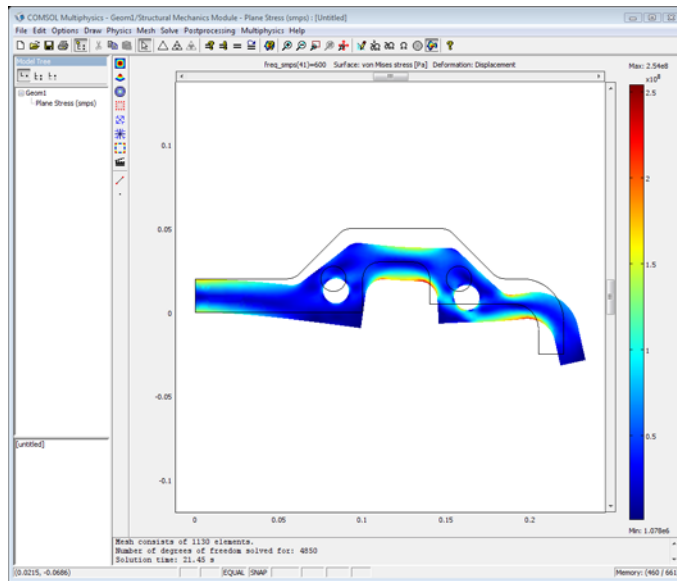 COMSOL Multiphysics - Geom1/Structural Mechanics Module - Plane Stress (smps) : [Untitled]
File Edit Options Draw Physics Mesh Solve Postprocessing Multiphysics Help
Model Tree
Geom1
Plane Stress (smps)
freq_smps(41)=600 Surface: von Mises stress [Pa] Deformation: Displacement
Max: 2.54e8
×10⁸
2.5
2
1.5
1
0.5
Min: 1.078e6
0.1
0.05
0
-0.05
-0.1
0 0.05 0.1 0.15 0.2
[untitled]
Mesh consists of 1130 elements.
Number of degrees of freedom solved for: 4850
Solution time: 21.45 s
(0.0215, -0.0686) EQUAL SNAP Memory: (460 / 661